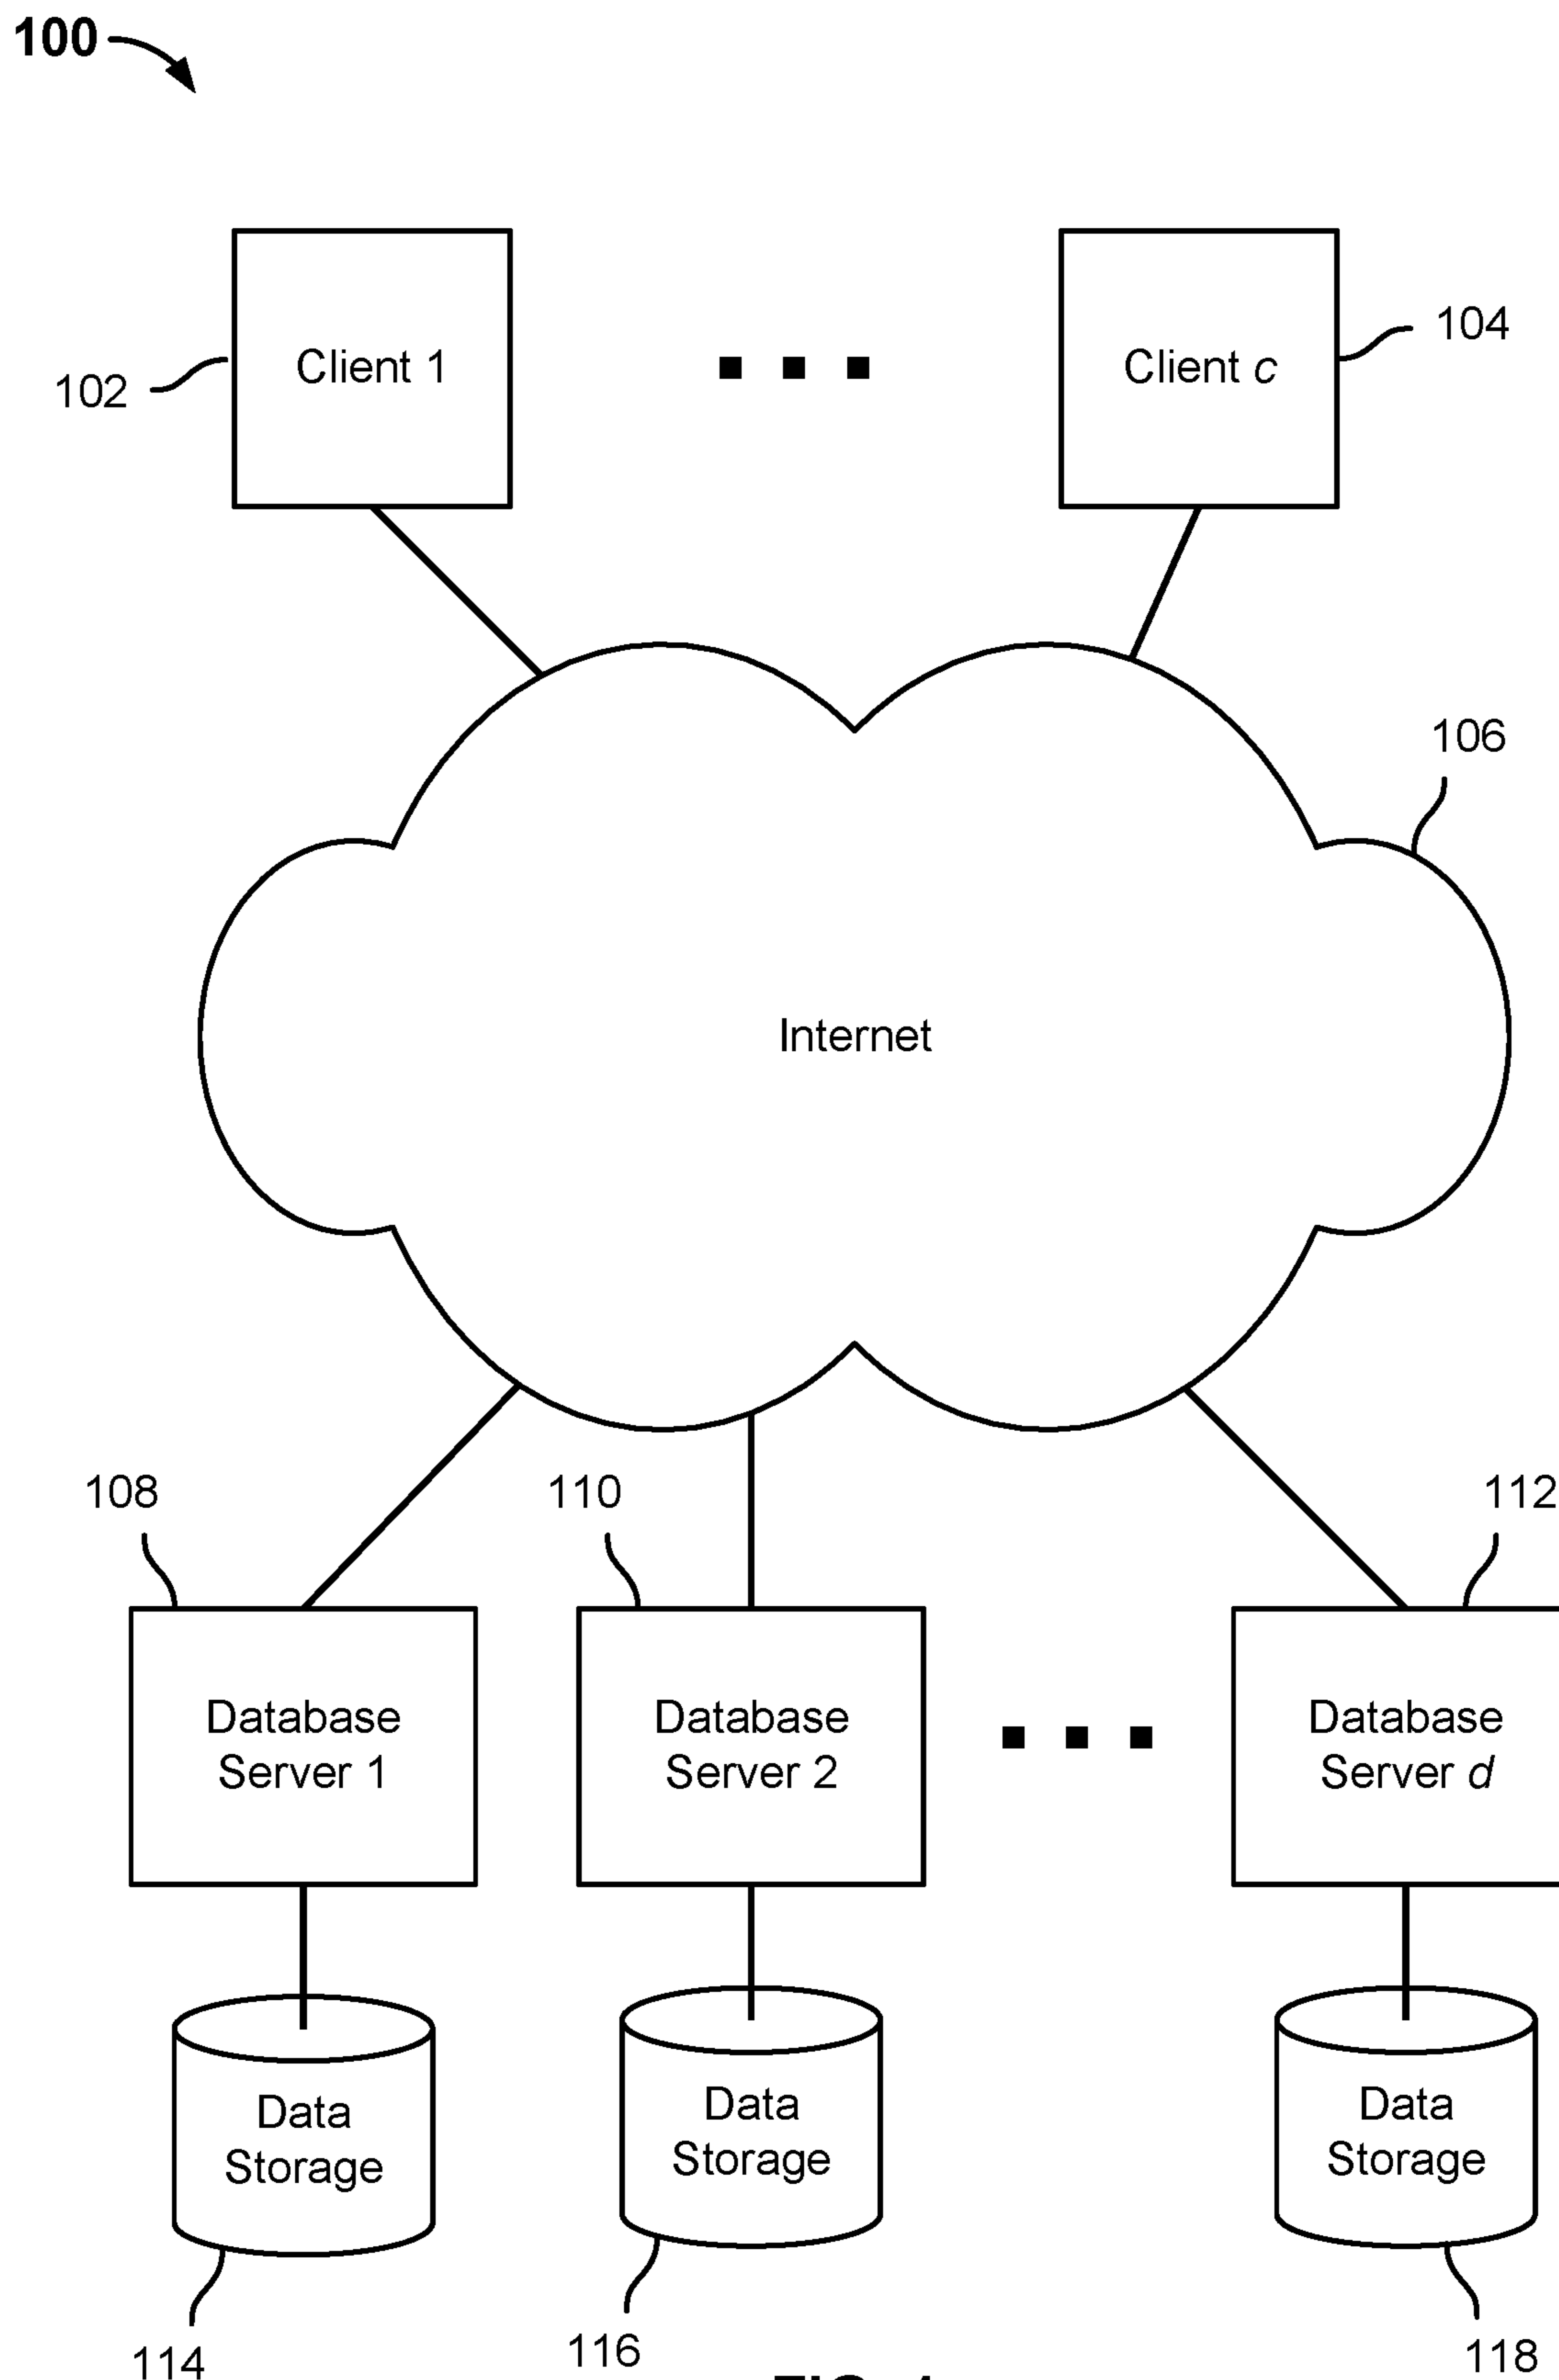 100
Client 1
Client c
102
104
106
Internet
108
110
112
Database
Server 1
Database
Server 2
Database
Server d
Data
Storage
Data
Storage
Data
Storage
114
116
118